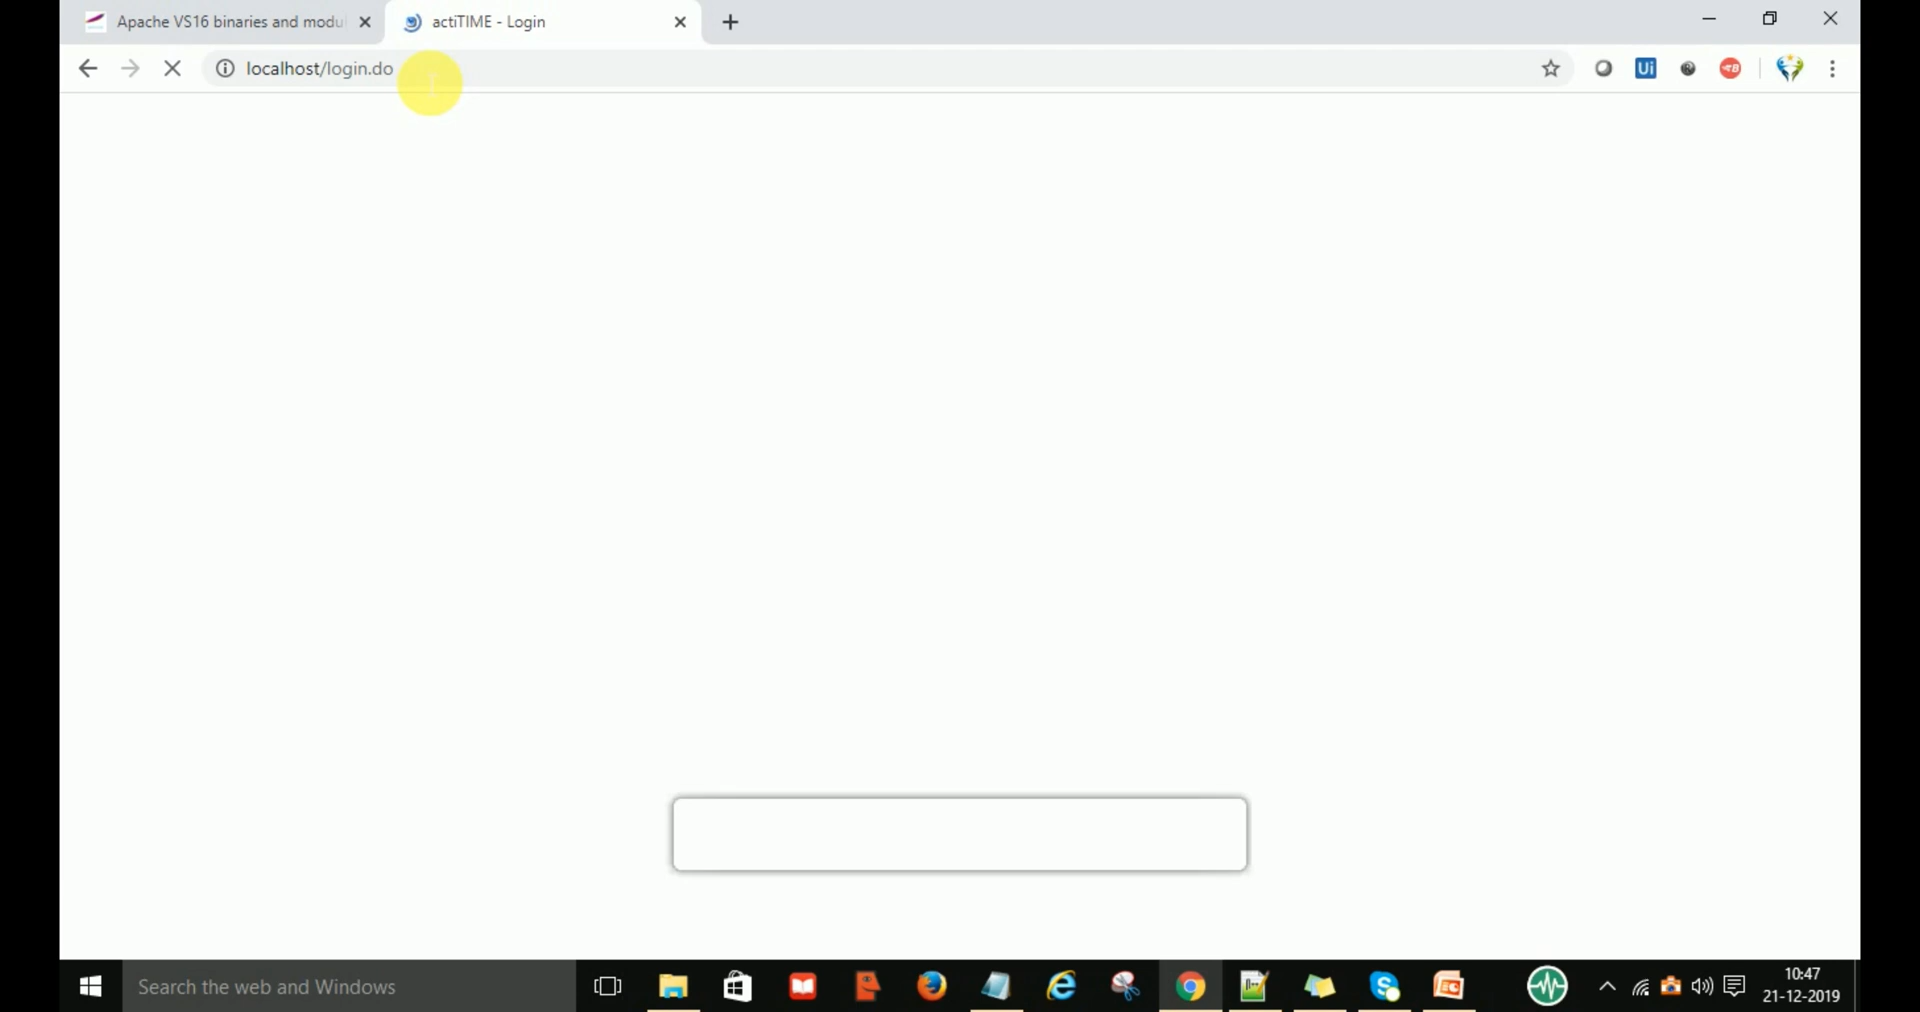 Apache VS16 binaries and modu
actiTIME - Login
localhost/login.do
Ui
Search the web and Windows
10:47
21-12-2019